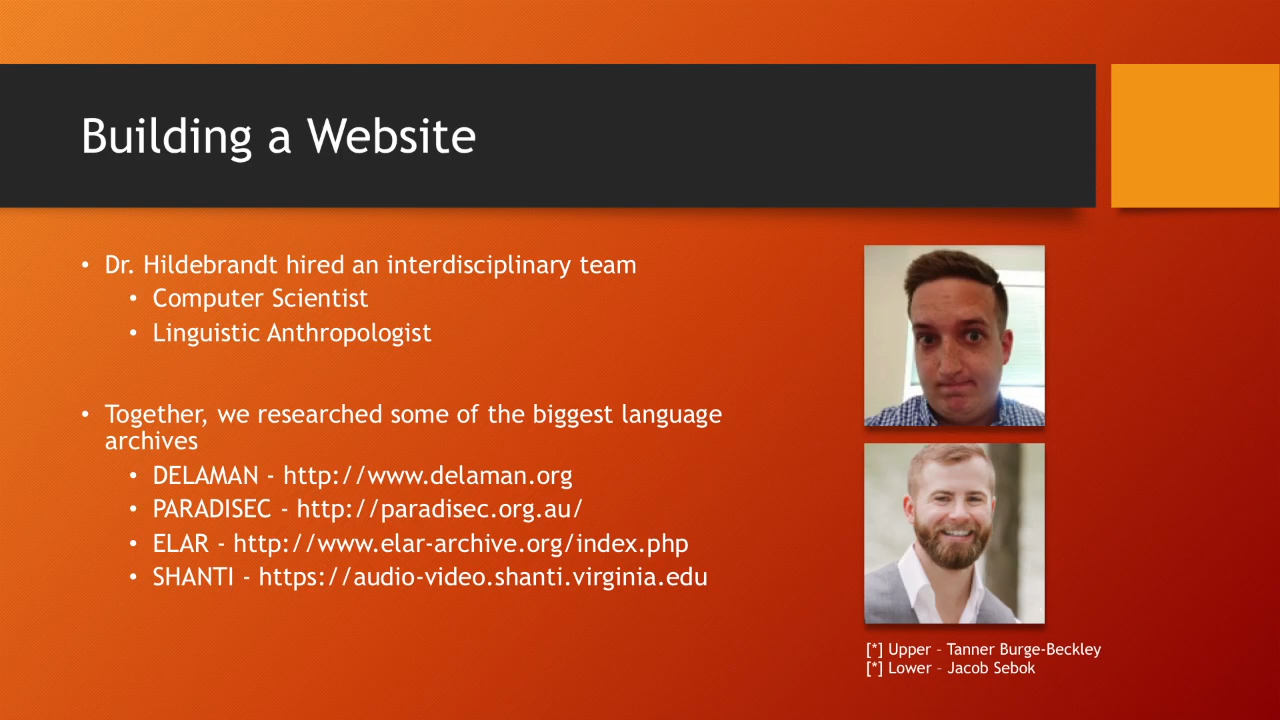 Building a Website
• Dr. Hildebrandt hired an interdisciplinary team
• Computer Scientist
• Linguistic Anthropologist
• Together, we researched some of the biggest language
archives
• DELAMAN - http://www.delaman.org
• PARADISEC - http://paradisec.org.au/
• ELAR - http://www.elar-archive.org/index.php
• SHANTI - https://audio-video.shanti.virginia.edu
[*] Upper – Tanner Burge-Beckley
[*] Lower – Jacob Sebok